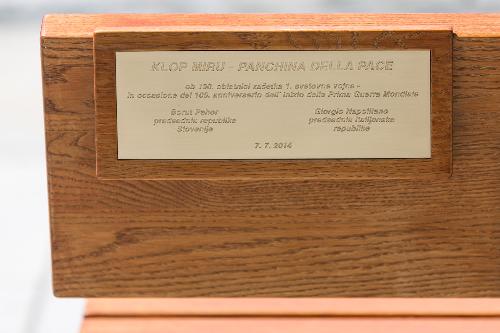 KLOP MIRU - PANCHINA DELLA PACE
ob 100. obletnici začetka 1. svetovne vojne -
in occasione del 100. anniversario dell' inizio della Prima Guerra Mondiale
Borut Pahor
predsednik republike
Slovenije
Giorgio Napolitano
predsednik Italijanske
republike
7. 7. 2014